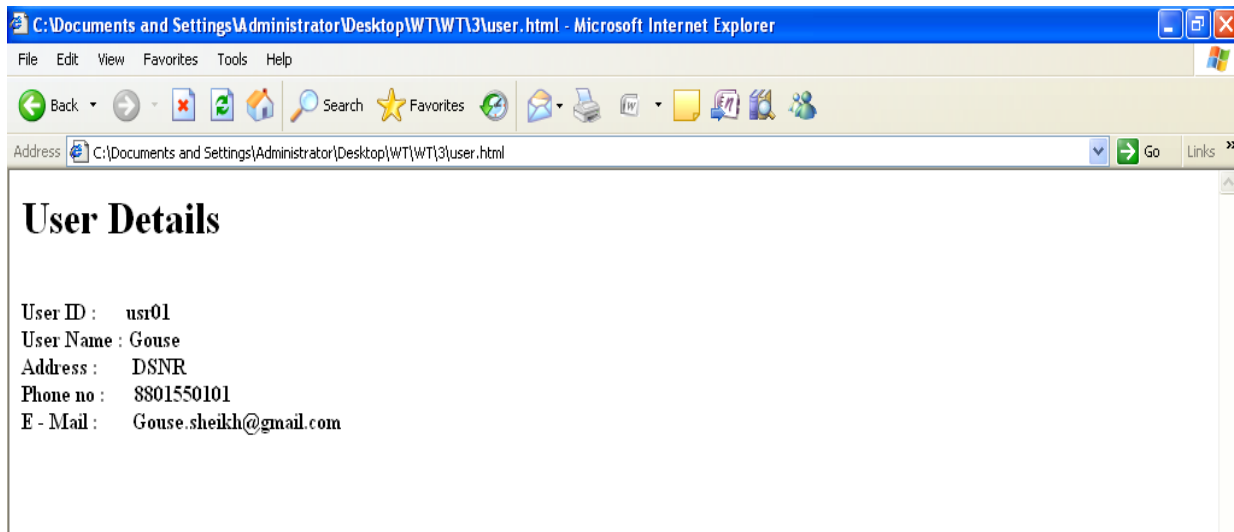 C:\Documents and Settings\Administrator\Desktop\WT\WT\3\user.html - Microsoft Internet Explorer
File Edit View Favorites Tools Help
Back Search Favorites
Address C:\Documents and Settings\Administrator\Desktop\WT\WT\3\user.html Go Links »
User Details
User ID : usr01
User Name : Gouse
Address : DSNR
Phone no : 8801550101
E - Mail : Gouse.sheikh@gmail.com